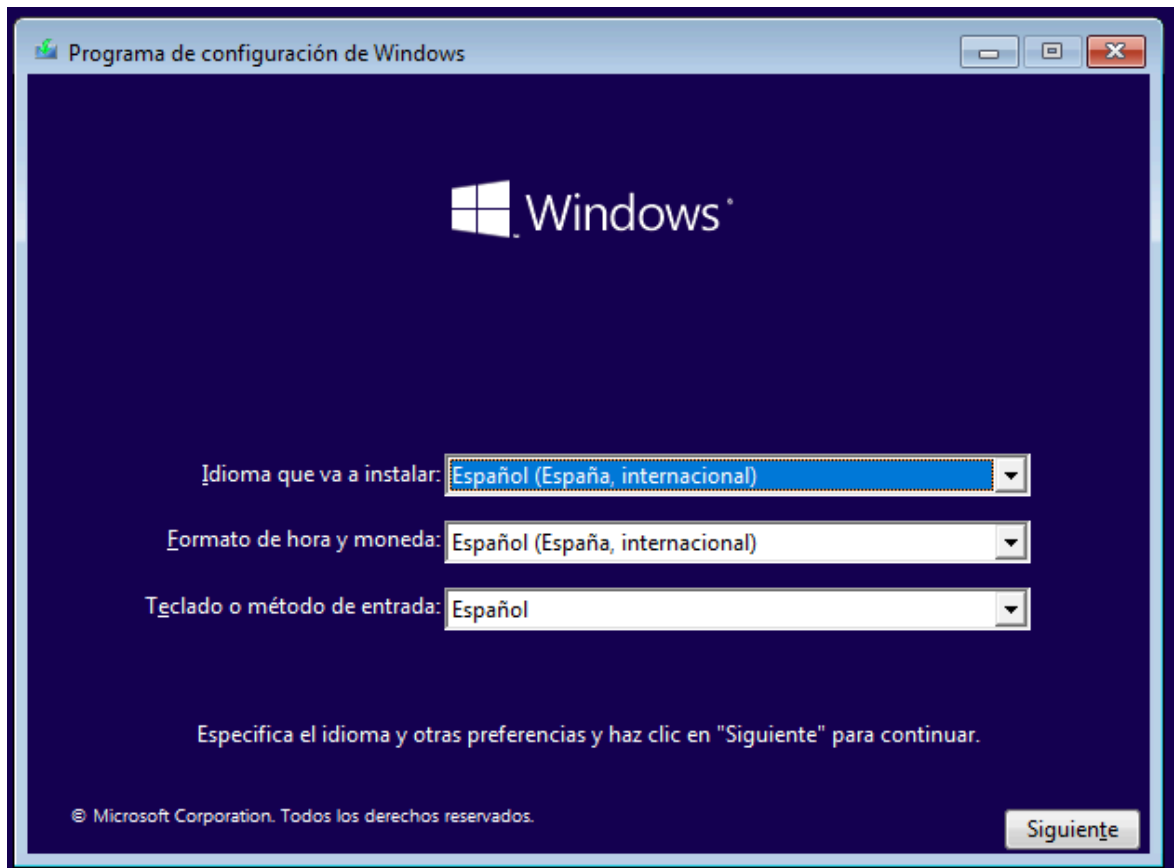 Programa de configuración de Windows
Windows
Idioma que va a instalar: Español (España, internacional)
Formato de hora y moneda: Español (España, internacional)
Teclado o método de entrada: Español
Especifica el idioma y otras preferencias y haz clic en "Siguiente" para continuar.
© Microsoft Corporation. Todos los derechos reservados.
Siguiente